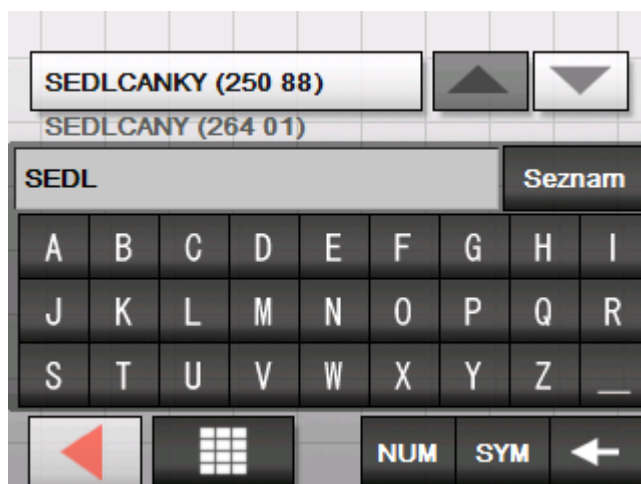 SEDLCANKY (250 88)
SEDLCANY (264 01)
SEDL Seznam
A B C D E F G H I
J K L M N O P Q R
S T U V W X Y Z _
NUM SYM